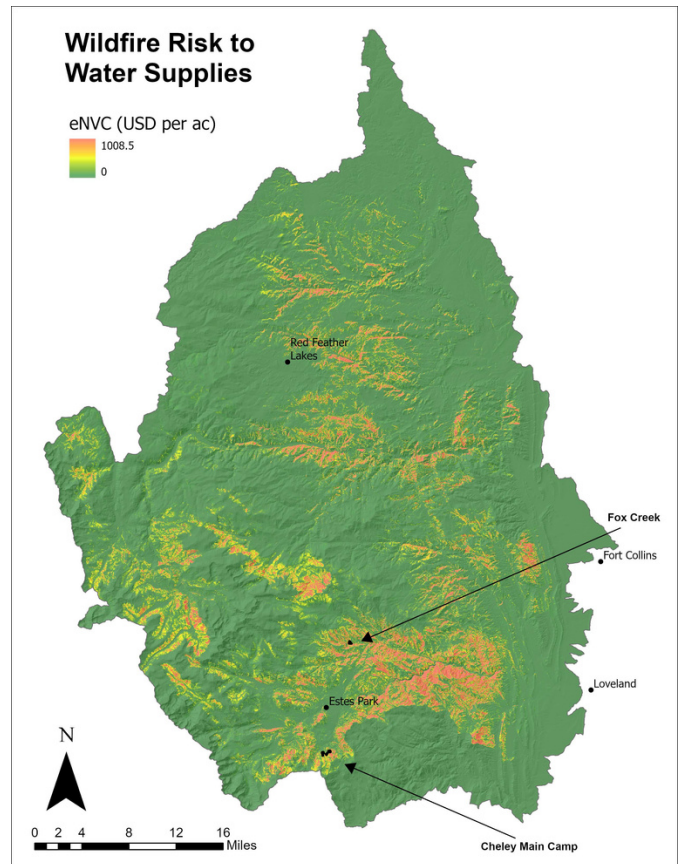 Wildfire Risk to
Water Supplies
eNVC (USD per ac)
1008.5
0
Red Feather
Lakes
Fox Creek
Fort Collins
Loveland
Estes Park
N
0 2 4 8 12 16
Miles
Cheley Main Camp